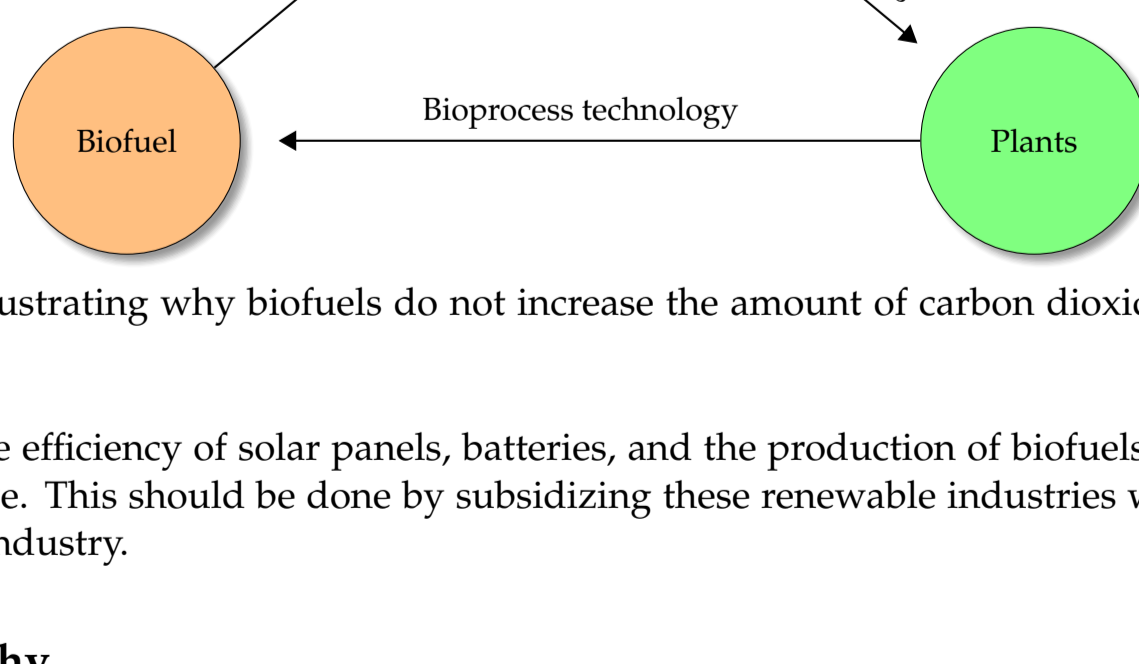 Bioprocess technology
Biofuel
Plants
ustrating why biofuels do not increase the amount of carbon dioxi
efficiency of solar panels, batteries, and the production of biofuels
e. This should be done by subsidizing these renewable industries
ndustry.
hy